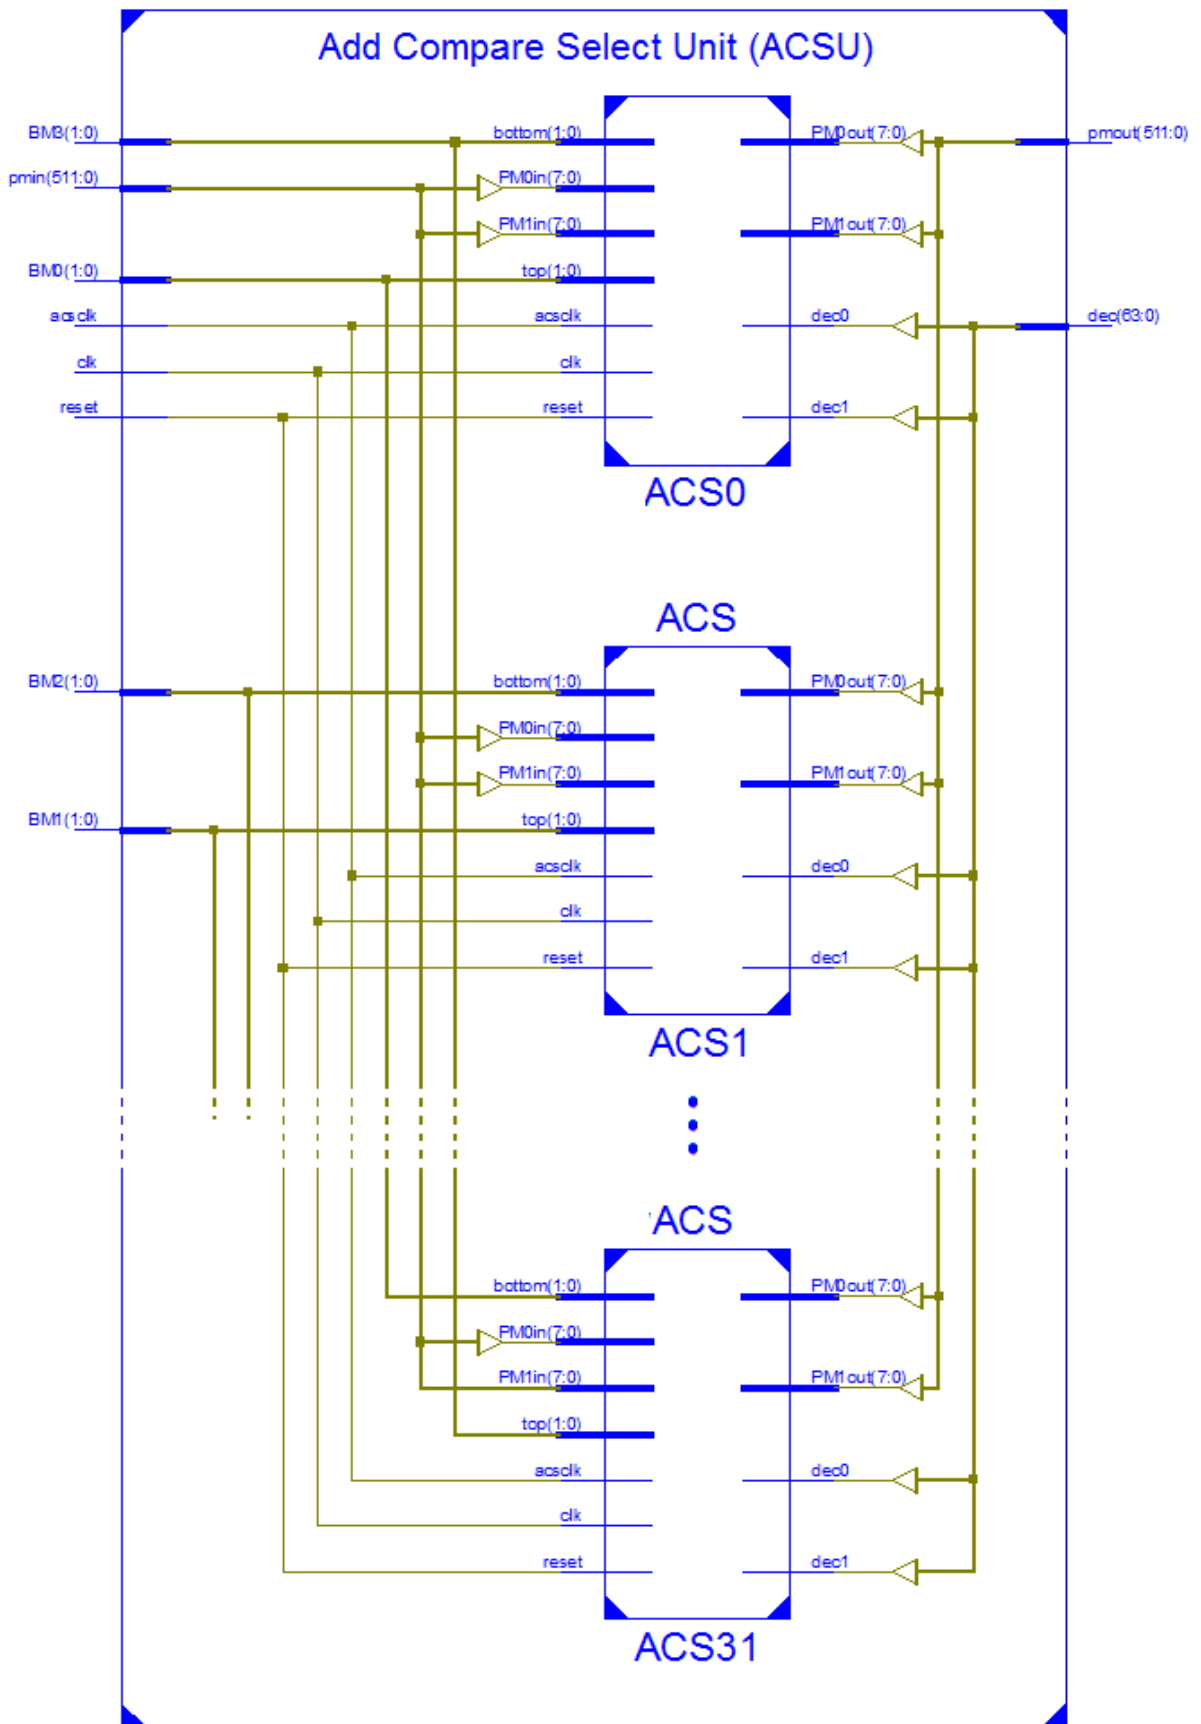 Add Compare Select Unit (ACSU)
BM3(1:0) bottom(1:0) PM0out(7:0) pmout(511:0)
pmin(511:0) PM0in(7:0)
PM1in(7:0) PM1out(7:0)
BM0(1:0) top(1:0)
acsclk acsclk dec0 dec(63:0)
clk clk
reset reset dec1
ACS0
ACS
BM2(1:0) bottom(1:0) PM0out(7:0)
PM0in(7:0)
PM1in(7:0) PM1out(7:0)
BM1(1:0) top(1:0)
acsclk dec0
clk
reset dec1
ACS1
ACS
bottom(1:0) PM0out(7:0)
PM0in(7:0)
PM1in(7:0) PM1out(7:0)
top(1:0)
acsclk dec0
clk
reset dec1
ACS31